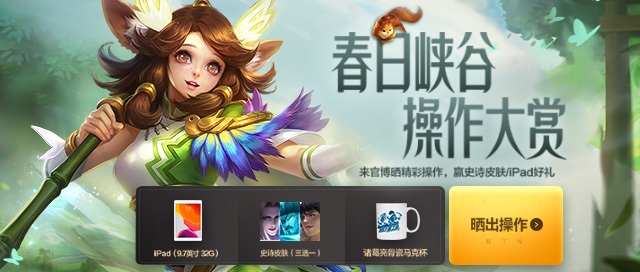 春日峡谷
操作大赏
来官博晒精彩操作，赢史诗皮肤/iPad好礼
iPad（9.7英寸 32G）
史诗皮肤（三选一）
诸葛亮骨瓷马克杯
晒出操作